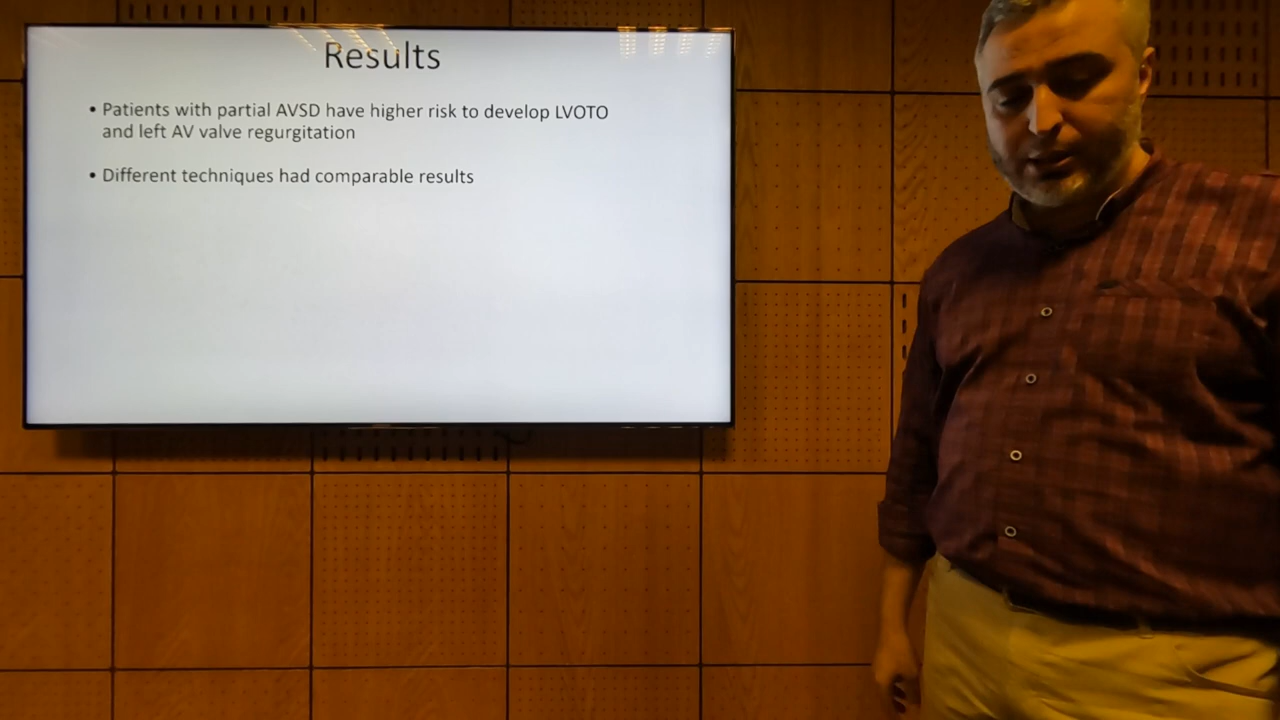 Results
• Patients with partial AVSD have higher risk to develop LVOTO
and left AV valve regurgitation
• Different techniques had comparable results